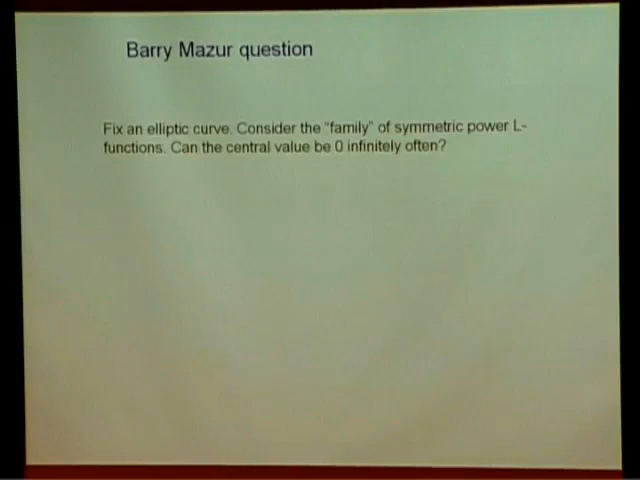 Barry Mazur question
Fix an elliptic curve. Consider the "family" of symmetric power L-
functions. Can the central value be 0 infinitely often?